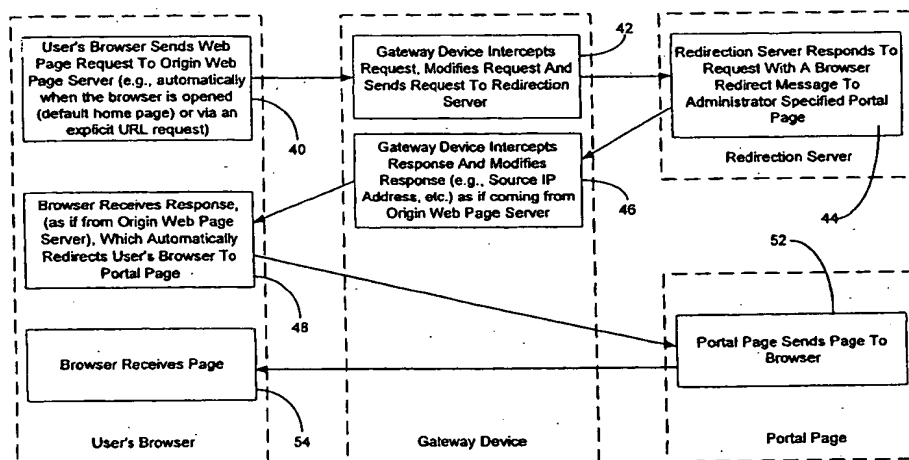 User's Browser Sends Web
Page Request To Origin Web
Page Server (e.g., automatically
when the browser is opened
(default home page) or via an
explicit URL request)
40
Gateway Device Intercepts
Request, Modifies Request And
Sends Request To Redirection
Server
42
Redirection Server Responds To
Request With A Browser
Redirect Message To
Administrator Specified Portal
Page
Redirection Server
44
Gateway Device Intercepts
Response And Modifies
Response (e.g., Source IP
Address, etc.) as if coming from
Origin Web Page Server
46
Browser Receives Response,
(as if from Origin Web Page
Server), Which Automatically
Redirects User's Browser To
Portal Page
48
52
Portal Page Sends Page To
Browser
Browser Receives Page
54
User's Browser
Gateway Device
Portal Page